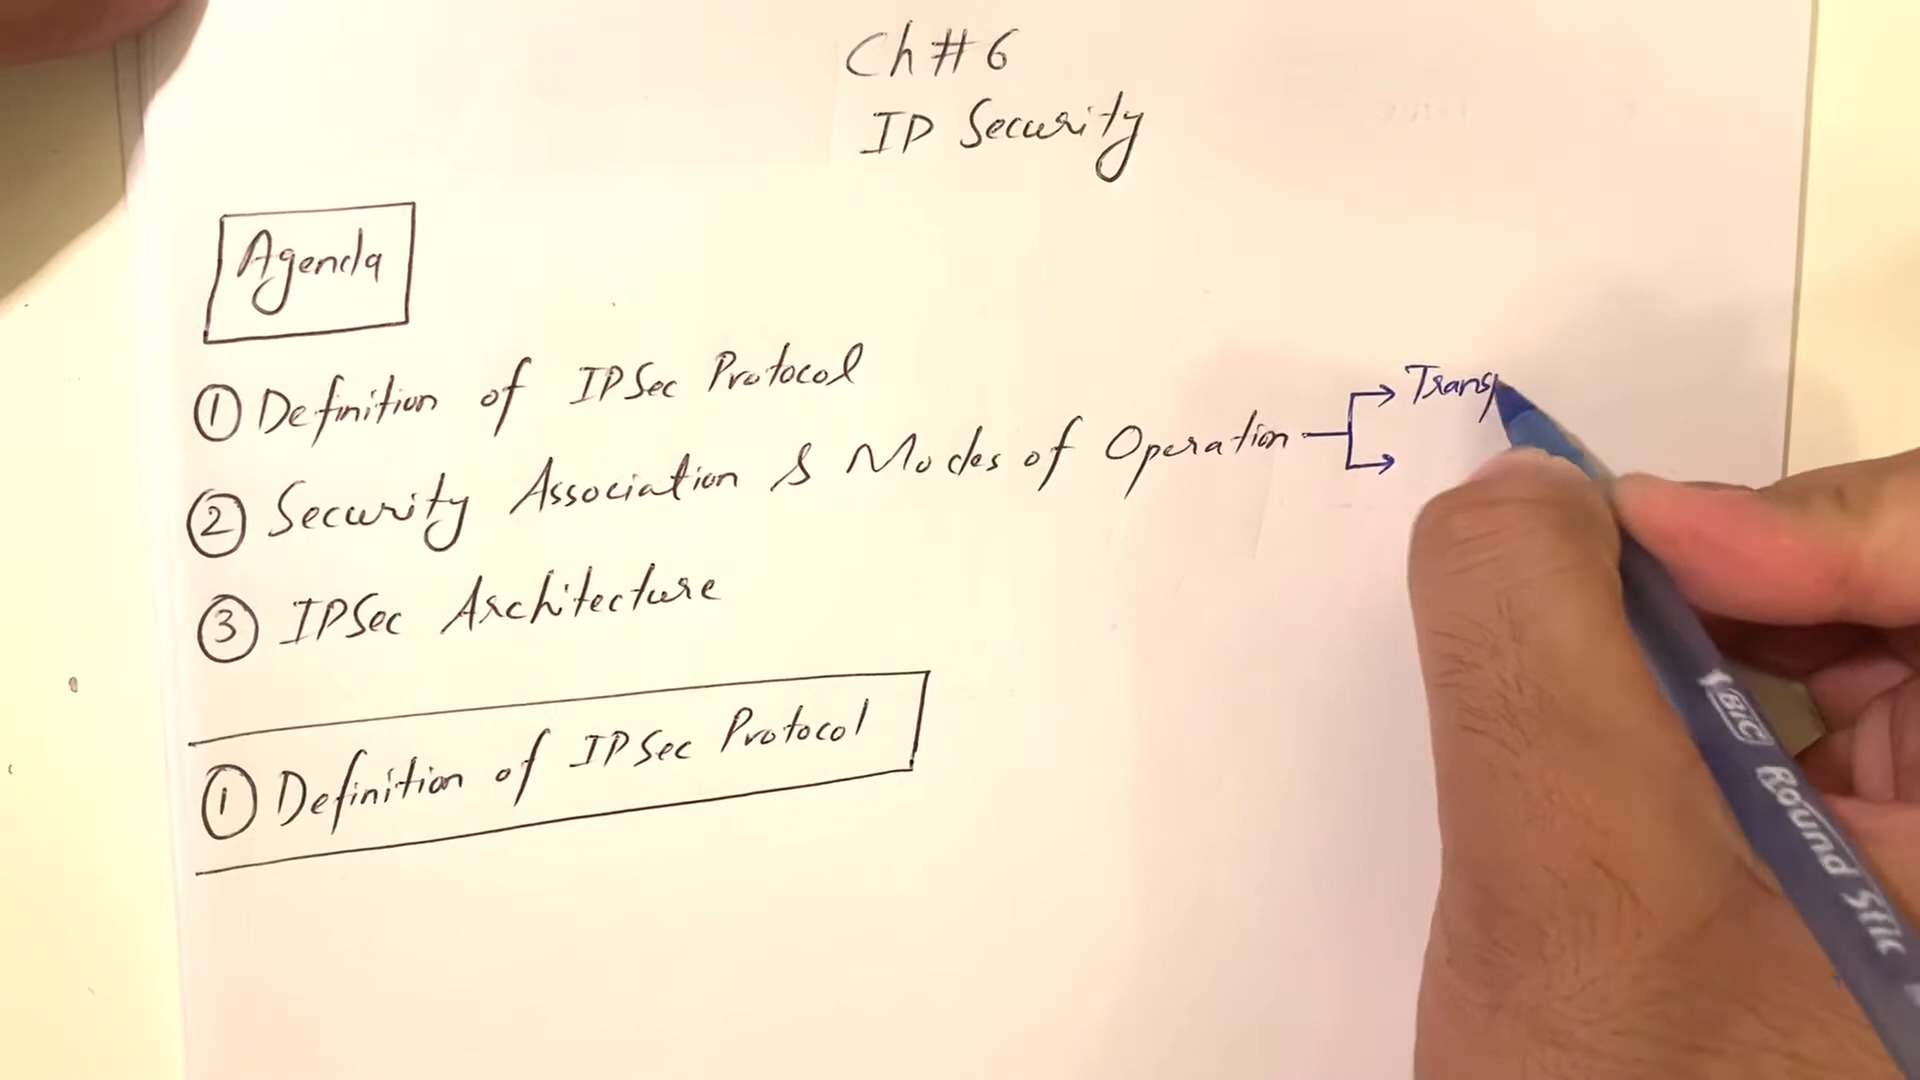 Ch # 6
IP Security
Agenda
① Definition of IPSec Protocol
② Security Association & Modes of Operation
Transp
③ IPSec Architecture
① Definition of IPSec Protocol
BIC Round Stic